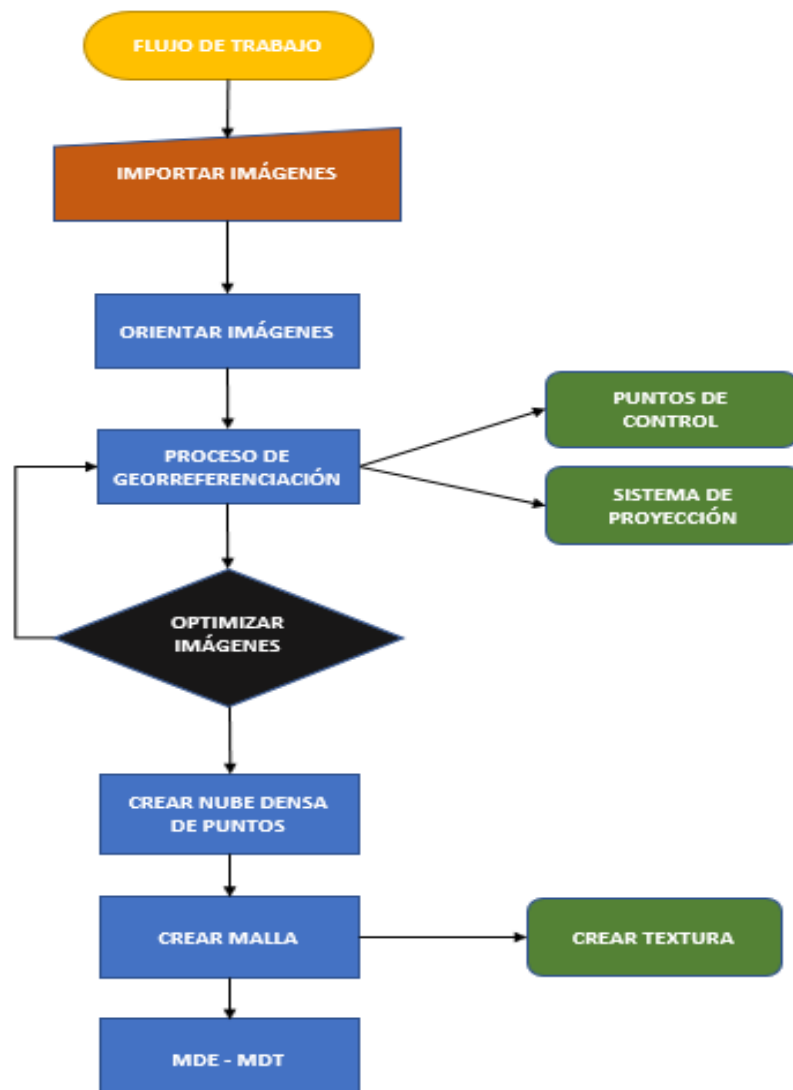 FLUJO DE TRABAJO
IMPORTAR IMÁGENES
ORIENTAR IMÁGENES
PROCESO DE
GEORREFERENCIACIÓN
PUNTOS DE
CONTROL
SISTEMA DE
PROYECCIÓN
OPTIMIZAR
IMÁGENES
CREAR NUBE DENSA
DE PUNTOS
CREAR MALLA
CREAR TEXTURA
MDE - MDT